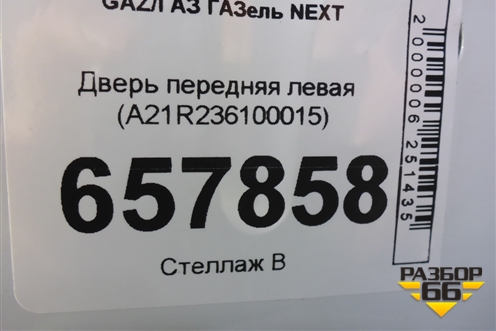 GAZ/ГАЗ ГАЗель NEXT
Дверь передняя левая
(A21R236100015)
657858
Стеллаж В
2000006251435
РАЗБОР
66